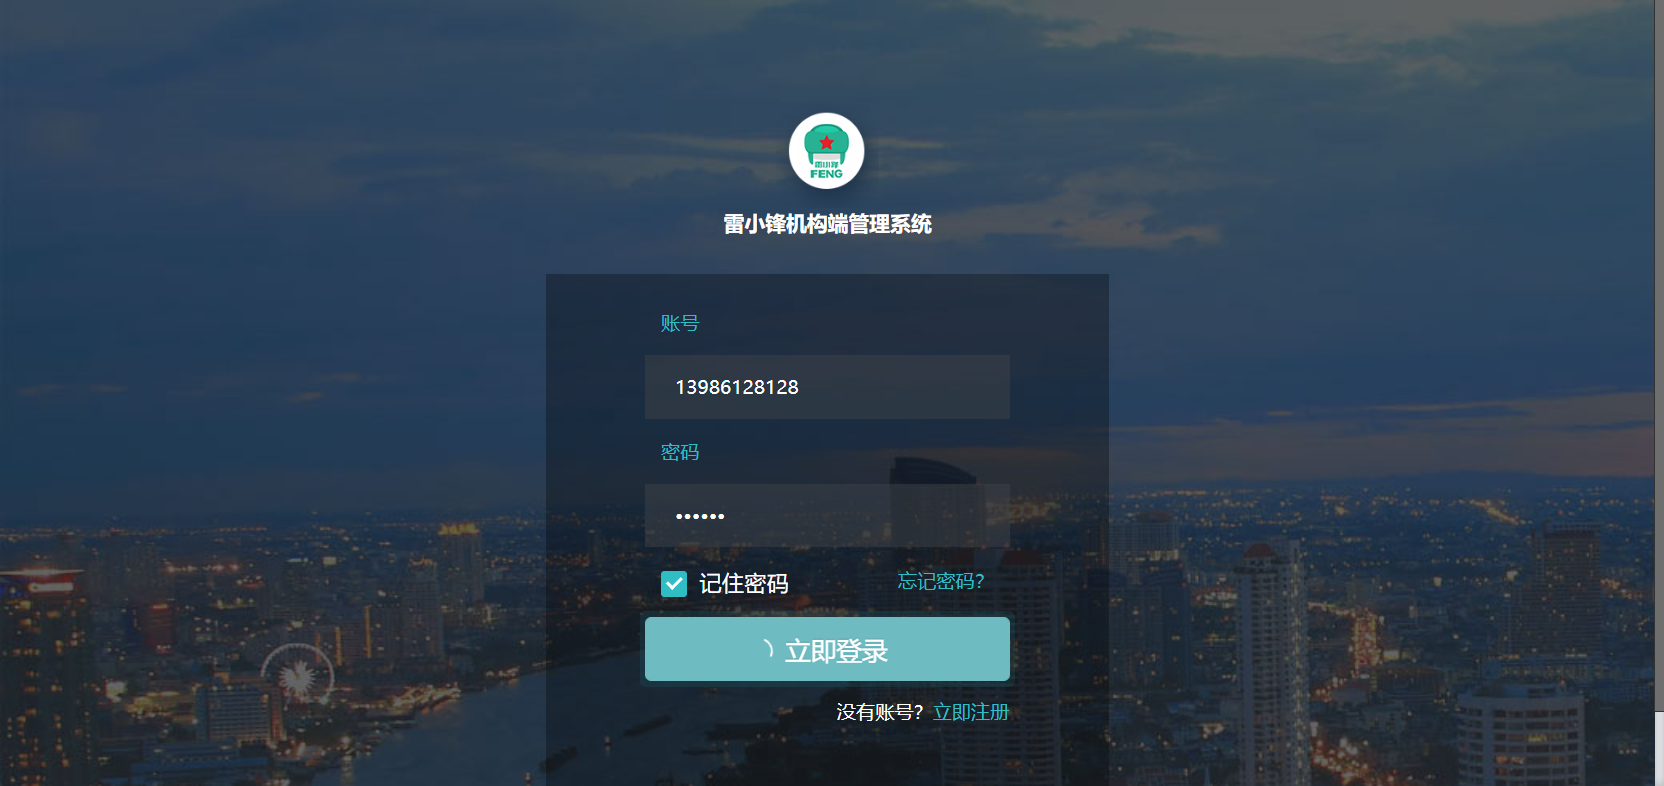 雷小锋
FENG
雷小锋机构端管理系统
账号
13986128128
密码
••••••
记住密码 忘记密码?
立即登录
没有账号? 立即注册